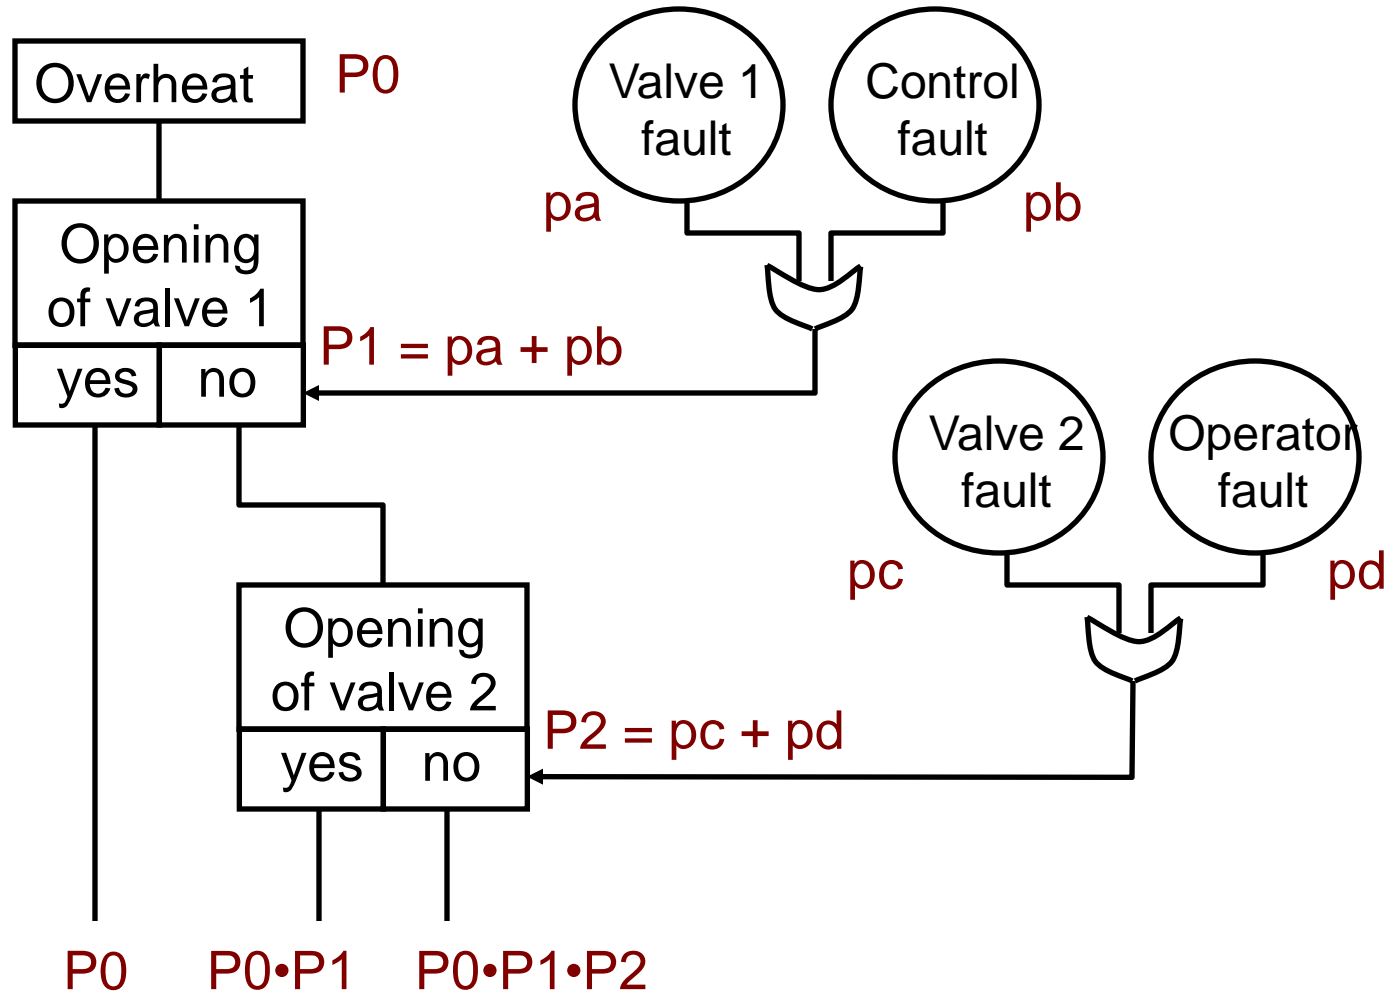 Overheat
P0
Valve 1
fault
Control
fault
pa
pb
Opening
of valve 1
P1 = pa + pb
yes
no
Valve 2
fault
Operator
fault
pc
pd
Opening
of valve 2
P2 = pc + pd
yes
no
P0
P0•P1
P0•P1•P2